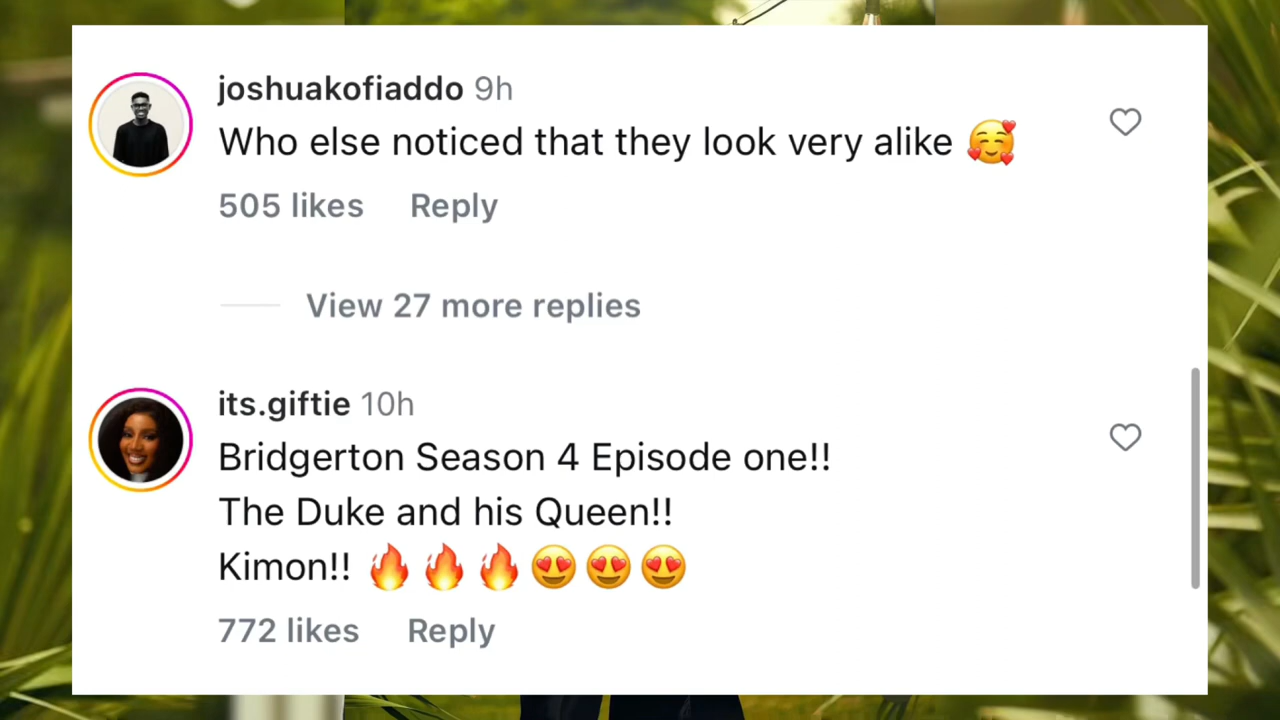 joshuakofiaddo 9h
Who else noticed that they look very alike 🥰
505 likes Reply
View 27 more replies
its.giftie 10h
Bridgerton Season 4 Episode one!!
The Duke and his Queen!!
Kimon!! 🔥🔥🔥😍😍😍
772 likes Reply